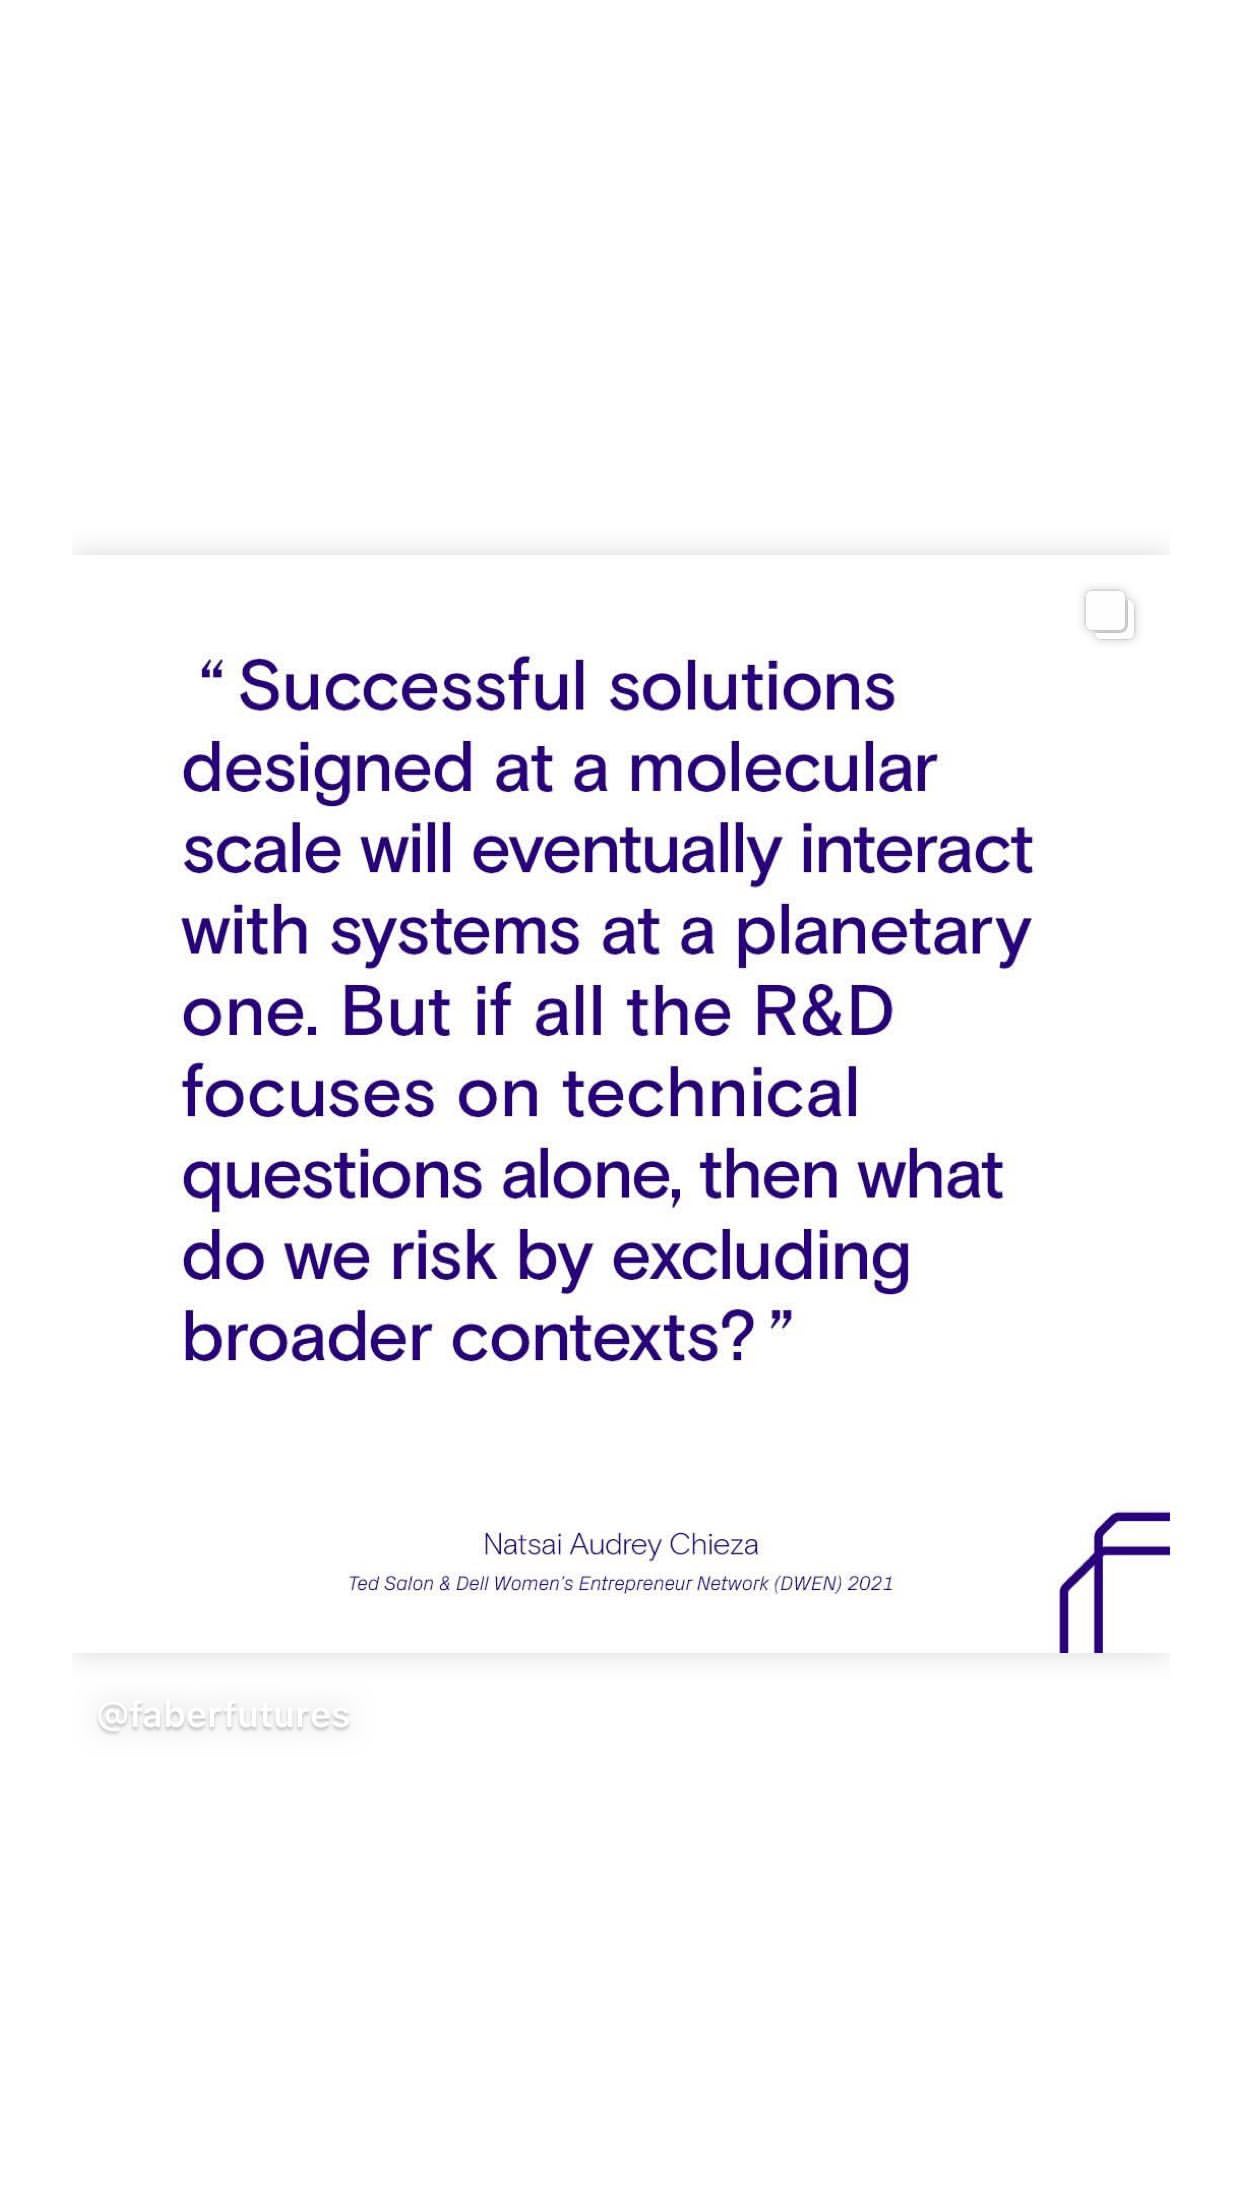 “ Successful solutions
designed at a molecular
scale will eventually interact
with systems at a planetary
one. But if all the R&D
focuses on technical
questions alone, then what
do we risk by excluding
broader contexts? ”
Natsai Audrey Chieza
Ted Salon & Dell Women’s Entrepreneur Network (DWEN) 2021
@faberfutures